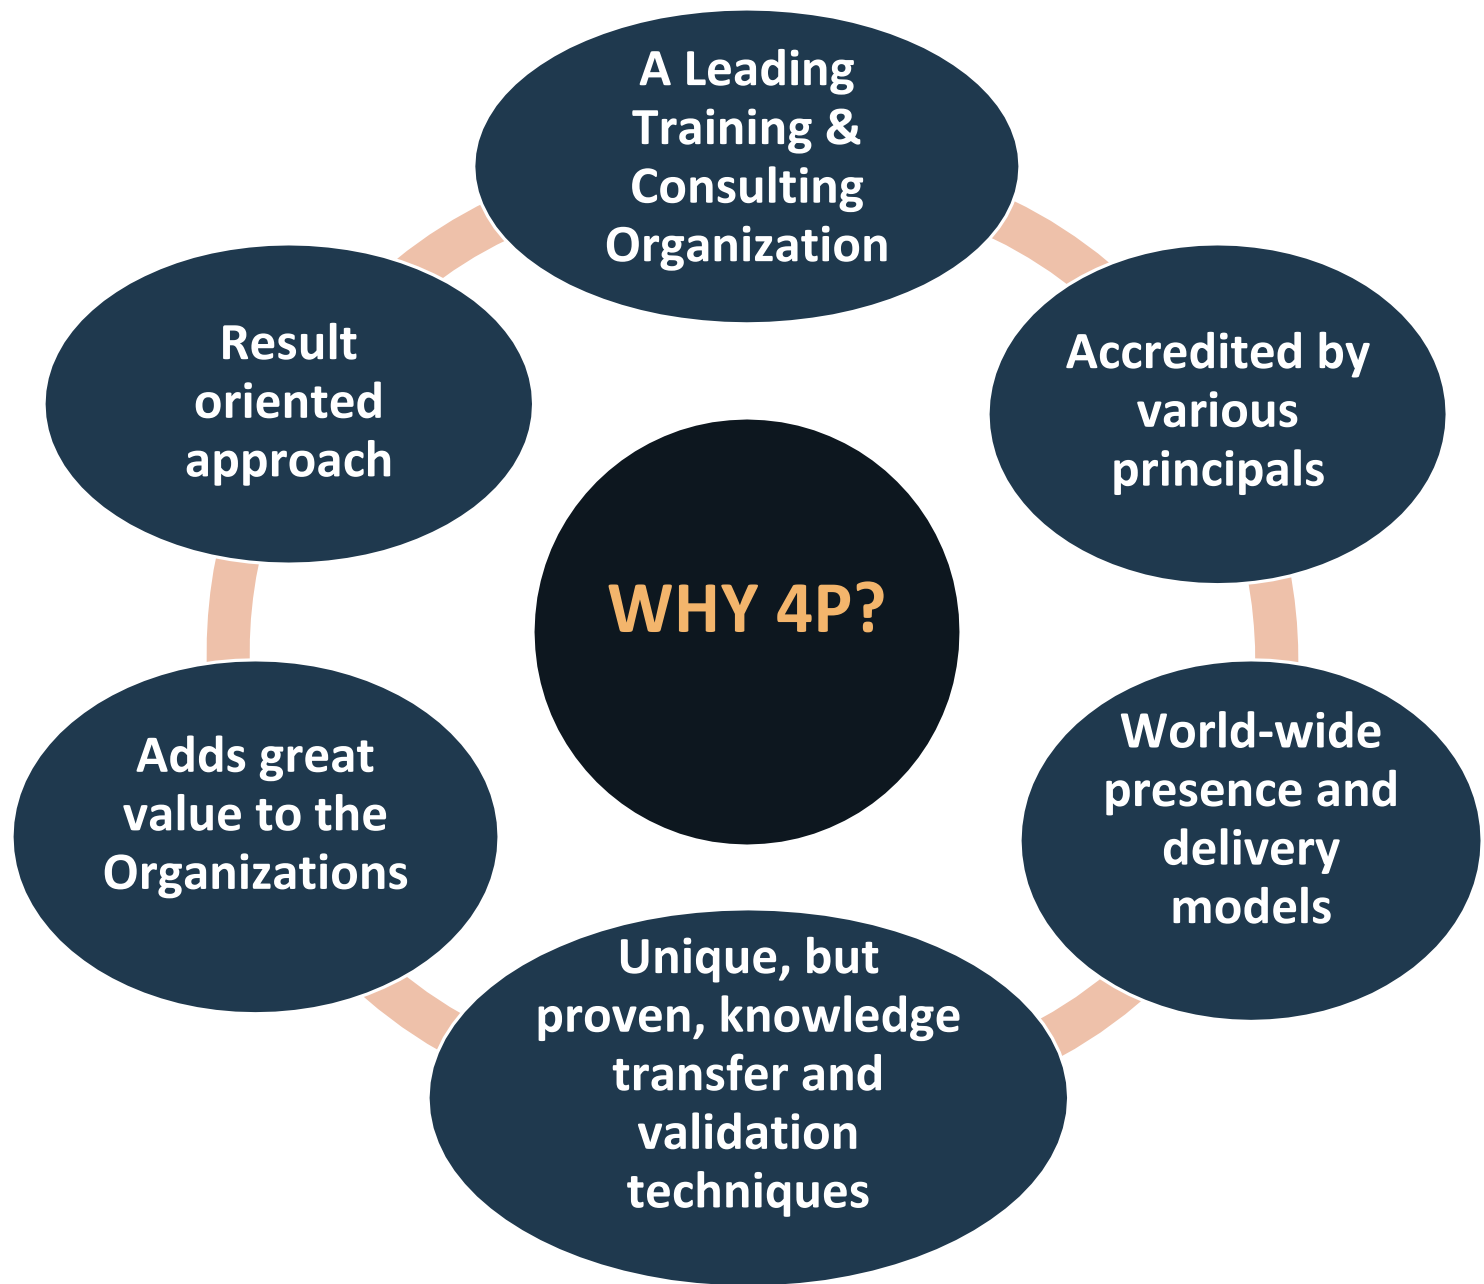 A Leading
Training &
Consulting
Organization
Accredited by
various
principals
World-wide
presence and
delivery
models
Unique, but
proven, knowledge
transfer and
validation
techniques
Adds great
value to the
Organizations
Result
oriented
approach
WHY 4P?